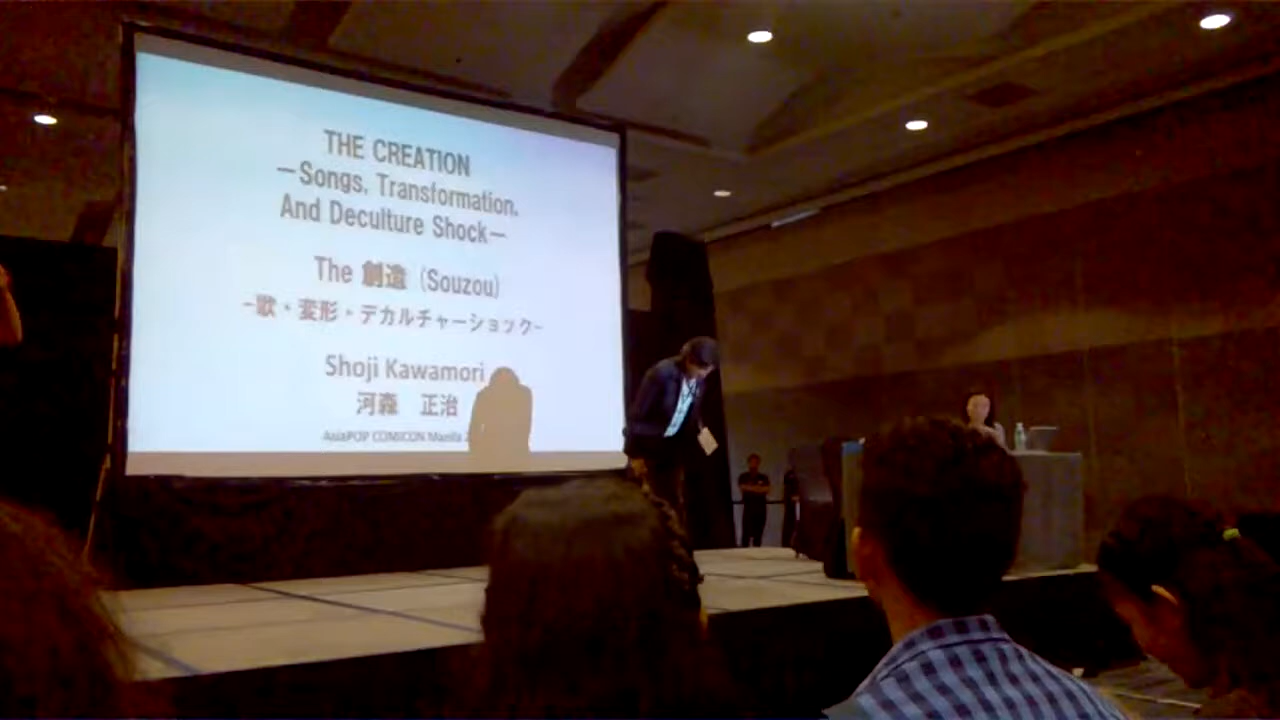 THE CREATION
—Songs, Transformation,
And Deculture Shock—
The 創造 (Souzou)
-歌・変形・デカルチャーショック-
Shoji Kawamori
河森 正治
AsiaPOP COMICON Manila